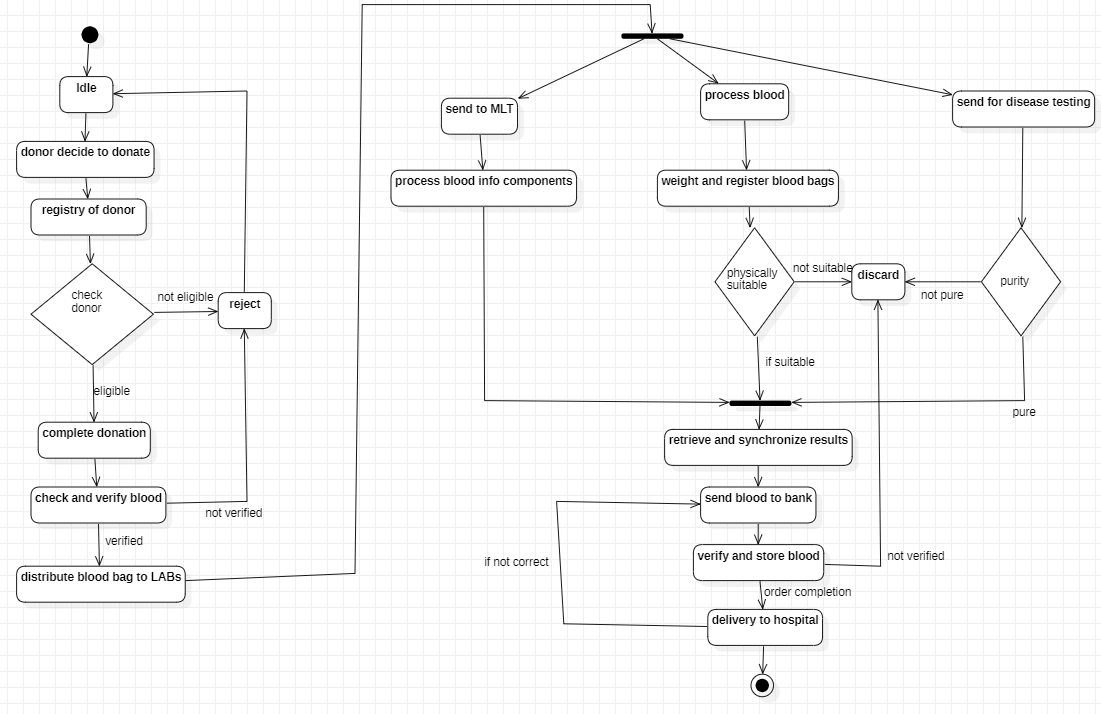 Idle
donor decide to donate
registry of donor
check
donor
not eligible
reject
eligible
complete donation
check and verify blood
not verified
verified
distribute blood bag to LABs
send to MLT
process blood
send for disease testing
process blood info components
weight and register blood bags
physically
suitable
not suitable
discard
not pure
purity
if suitable
pure
retrieve and synchronize results
send blood to bank
if not correct
verify and store blood
not verified
order completion
delivery to hospital